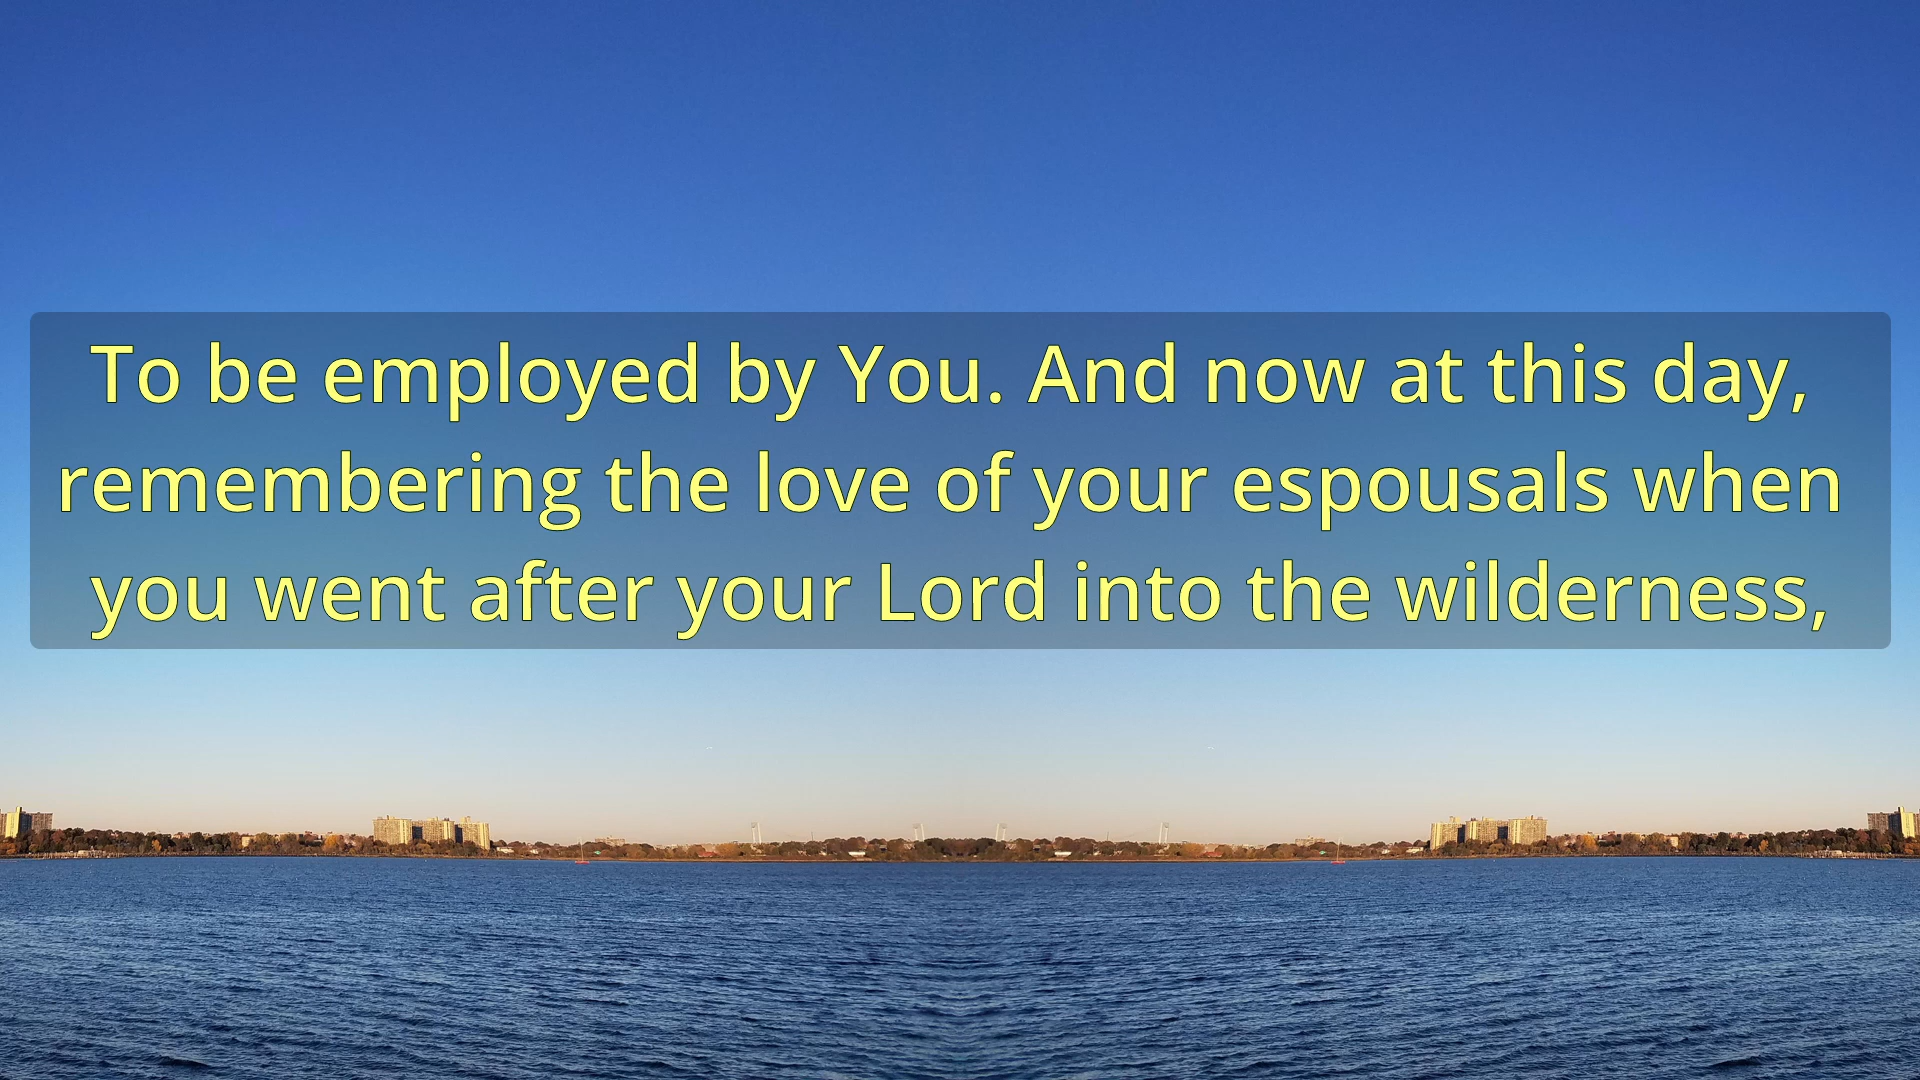 To be employed by You. And now at this day,
remembering the love of your espousals when
you went after your Lord into the wilderness,